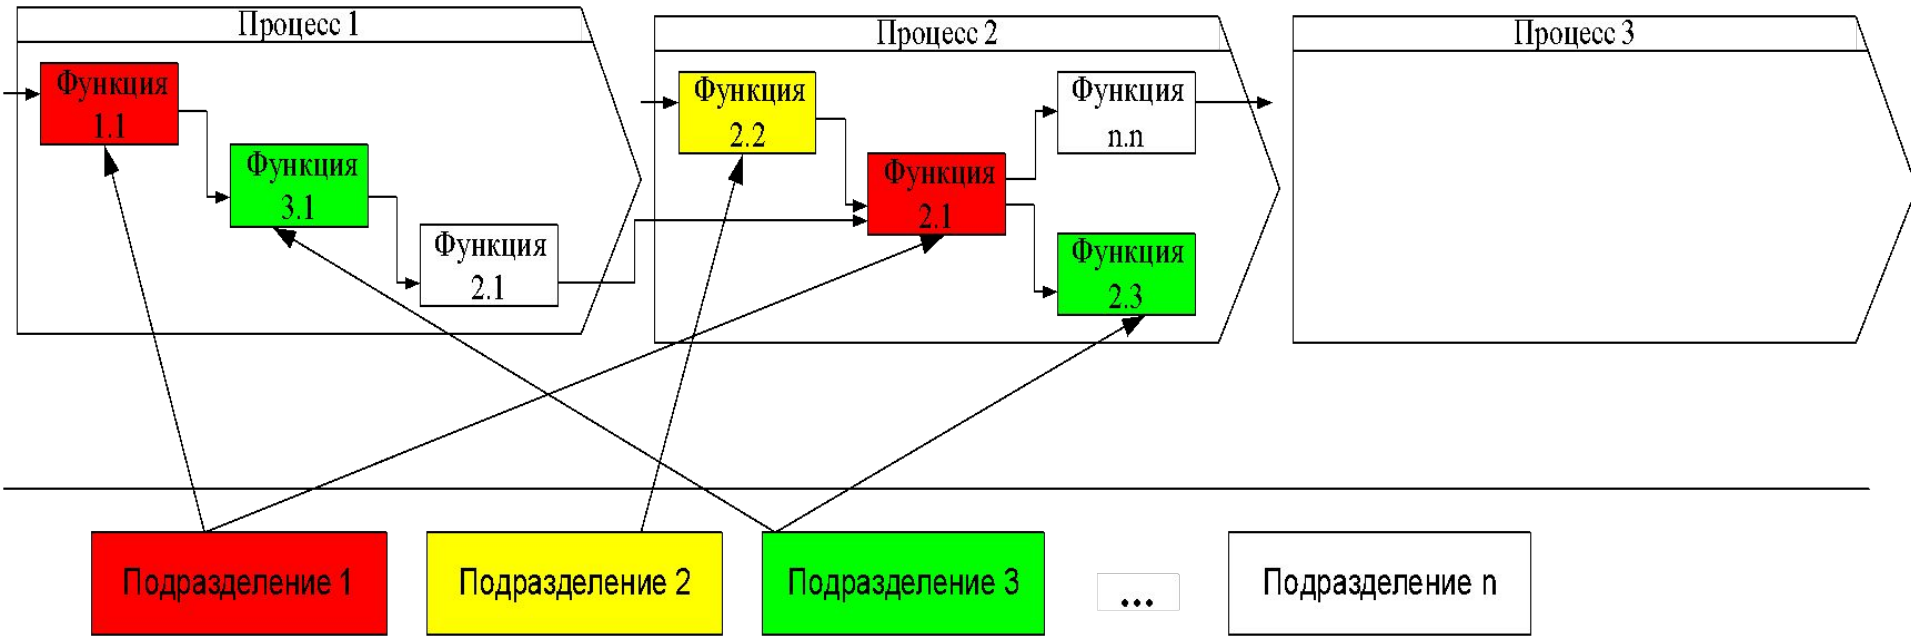 Процесс 1
Функция
1.1
Функция
3.1
Функция
2.1
Процесс 2
Функция
2.2
Функция
2.1
Функция
n.n
Функция
2.3
Процесс 3
Подразделение 1
Подразделение 2
Подразделение 3
...
Подразделение n